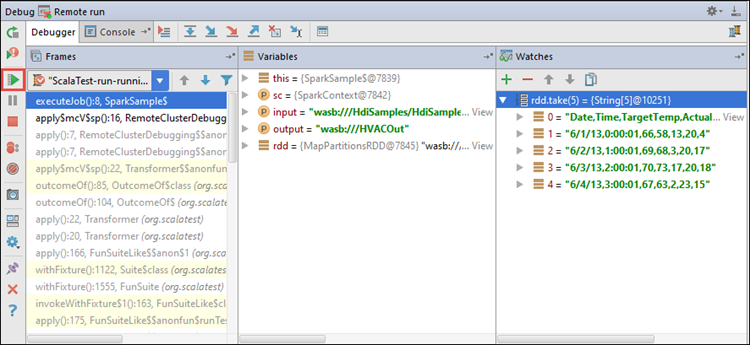 Debug Remote run
Debugger Console
Frames
"ScalaTest-run-runni...
executeJob():8, SparkSample$
apply$mcV$sp():16, RemoteClusterDebugging
apply():7, RemoteClusterDebugging$$anonf
apply():7, RemoteClusterDebugging$$anonf
apply$mcV$sp():22, Transformer$$anonfun
outcomeOf():85, OutcomeOf$class (org.scal
outcomeOf():104, OutcomeOf$ (org.scalates
apply():22, Transformer (org.scalatest)
apply():20, Transformer (org.scalatest)
apply():166, FunSuiteLike$$anon$1 (org.sca
withFixture():1122, Suite$class (org.scalate
withFixture():1555, FunSuite (org.scalates
invokeWithFixture$1():163, FunSuiteLike$cl
apply():175, FunSuiteLike$$anonfun$runTes
Variables
this = {SparkSample$@7839}
sc = {SparkContext@7842}
input = "wasb:///HdiSamples/HdiSample... View
output = "wasb:///HVACOut"
rdd = {MapPartitionsRDD@7845} "wasb:///... View
Watches
rdd.take(5) = {String[5]@10251}
0 = "Date,Time,TargetTemp,Actual... View
1 = "6/1/13,0:00:01,66,58,13,20,4"
2 = "6/2/13,1:00:01,69,68,3,20,17"
3 = "6/3/13,2:00:01,70,73,17,20,18"
4 = "6/4/13,3:00:01,67,63,2,23,15"